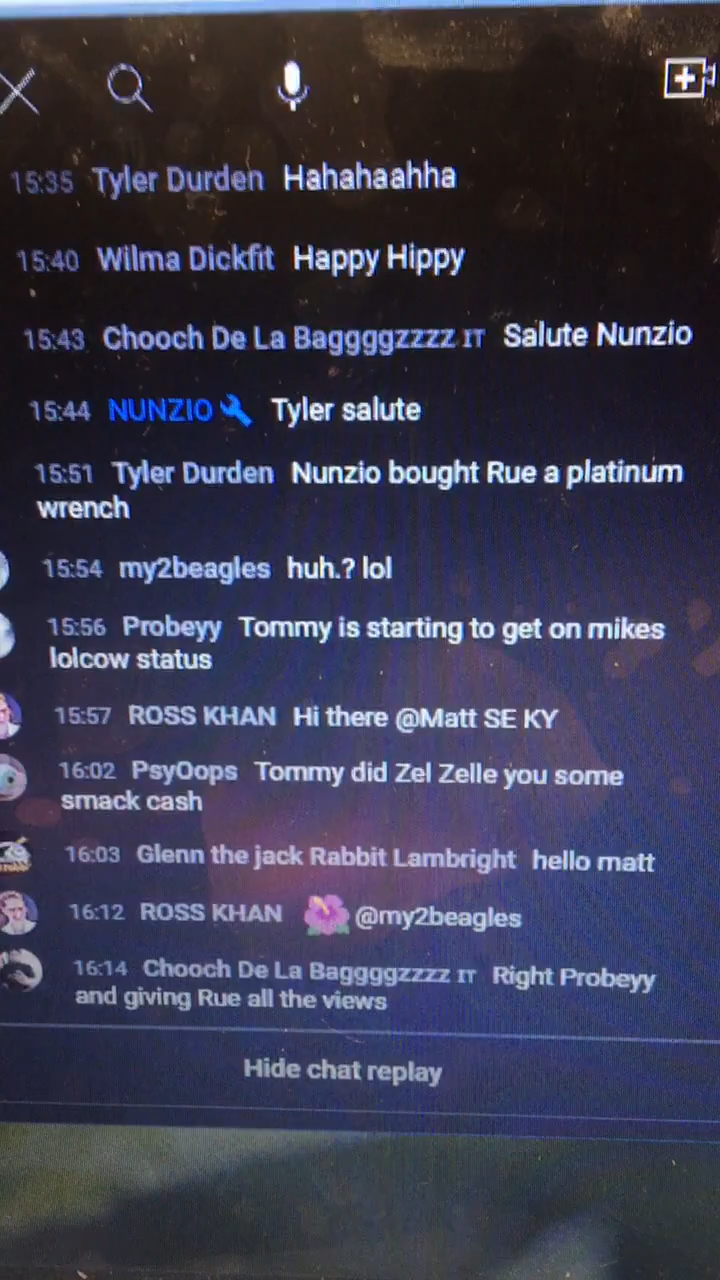 15:35 Tyler Durden Hahahaahha
15:40 Wilma Dickfit Happy Hippy
15:43 Chooch De La Baggggzzzz IT Salute Nunzio
15:44 NUNZIO Tyler salute
15:51 Tyler Durden Nunzio bought Rue a platinum
wrench
15:54 my2beagles huh.? lol
15:56 Probeyy Tommy is starting to get on mikes
lolcow status
15:57 ROSS KHAN Hi there @Matt SE KY
16:02 PsyOops Tommy did Zel Zelle you some
smack cash
16:03 Glenn the jack Rabbit Lambright hello matt
16:12 ROSS KHAN @my2beagles
16:14 Chooch De La Baggggzzzz IT Right Probeyy
and giving Rue all the views
Hide chat replay